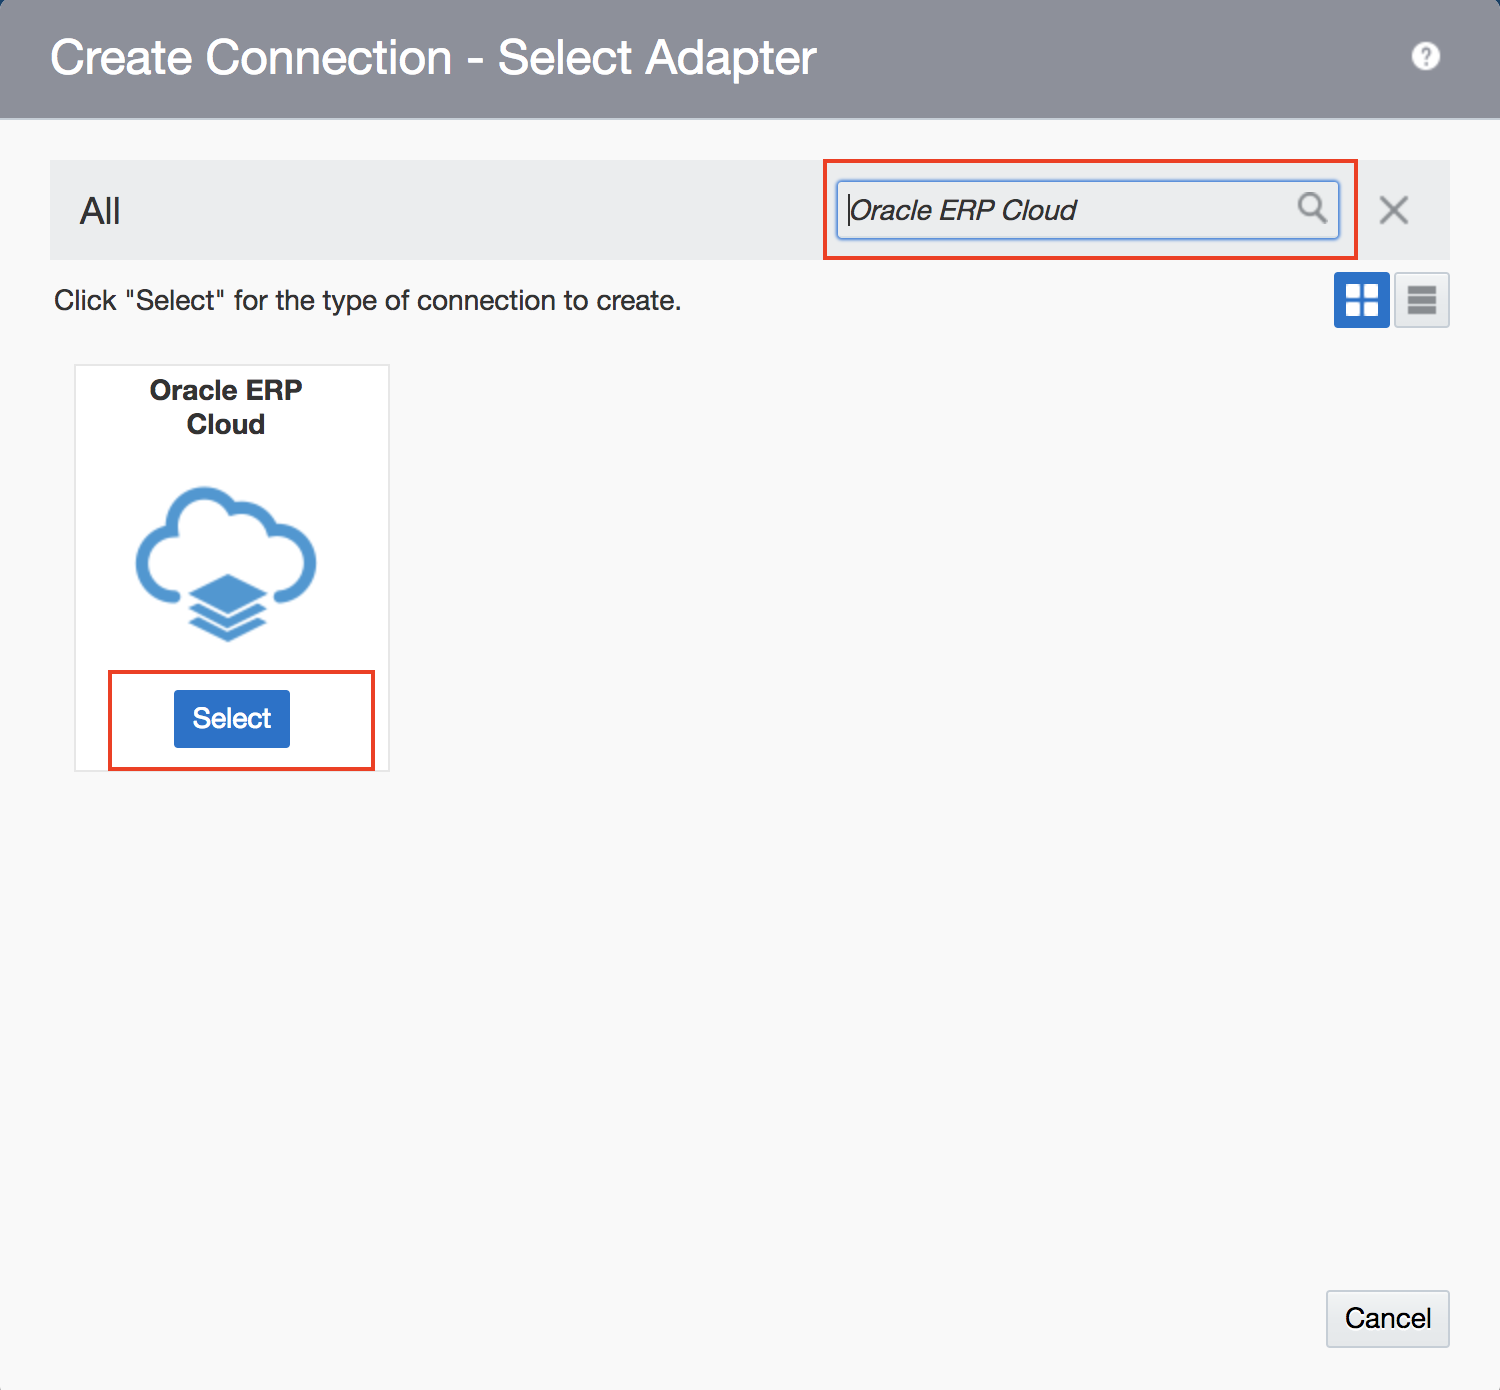 Create Connection - Select Adapter
?
All
Oracle ERP Cloud
Click "Select" for the type of connection to create.
Oracle ERP
Cloud
Select
Cancel